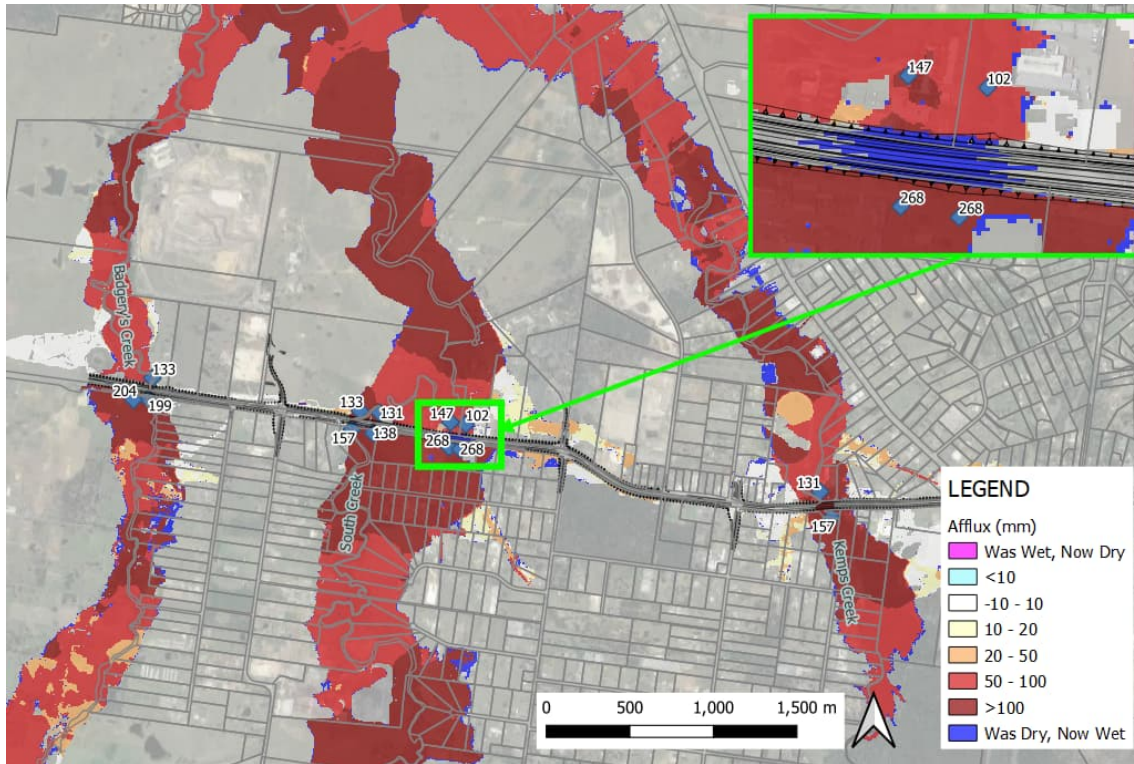 147
102
268
268
Badgery's Creek
133
204
199
133
131
157
138
147
102
268
268
South Creek
131
157
Kemps Creek
0 500 1,000 1,500 m
LEGEND
Afflux (mm)
Was Wet, Now Dry
<10
-10 - 10
10 - 20
20 - 50
50 - 100
>100
Was Dry, Now Wet